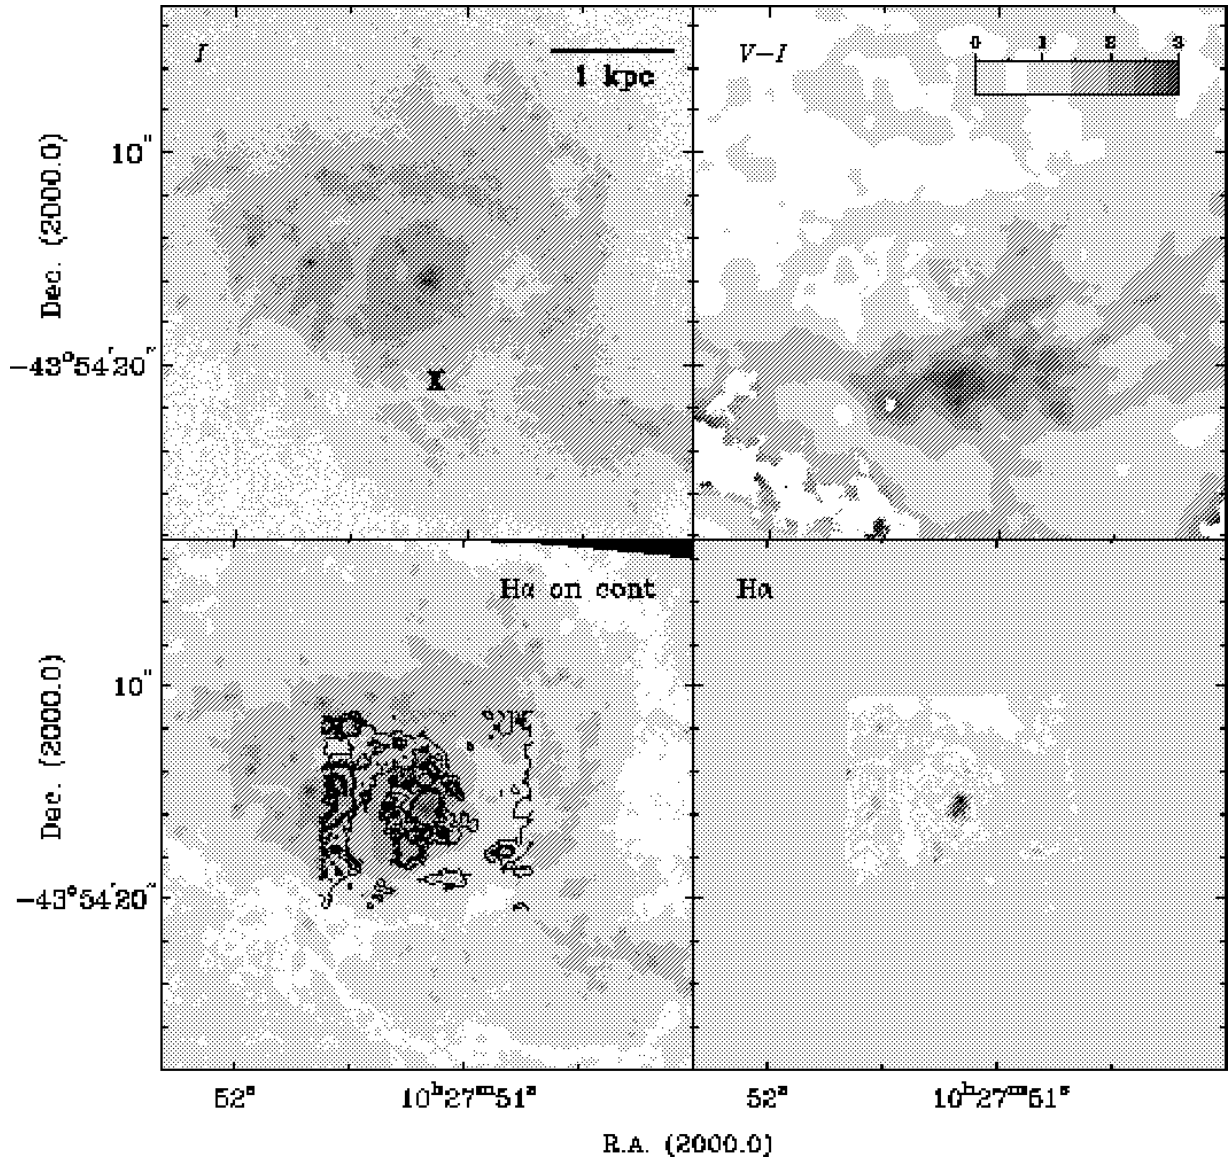 I
1 kpc
V−I
0 1 2 3
Dec. (2000.0)
10"
−43°54'20"
X
Hα on cont
Hα
Dec. (2000.0)
10"
−43°54'20"
52ˢ 10ʰ27ᵐ51ˢ 52ˢ 10ʰ27ᵐ51ˢ
R.A. (2000.0)